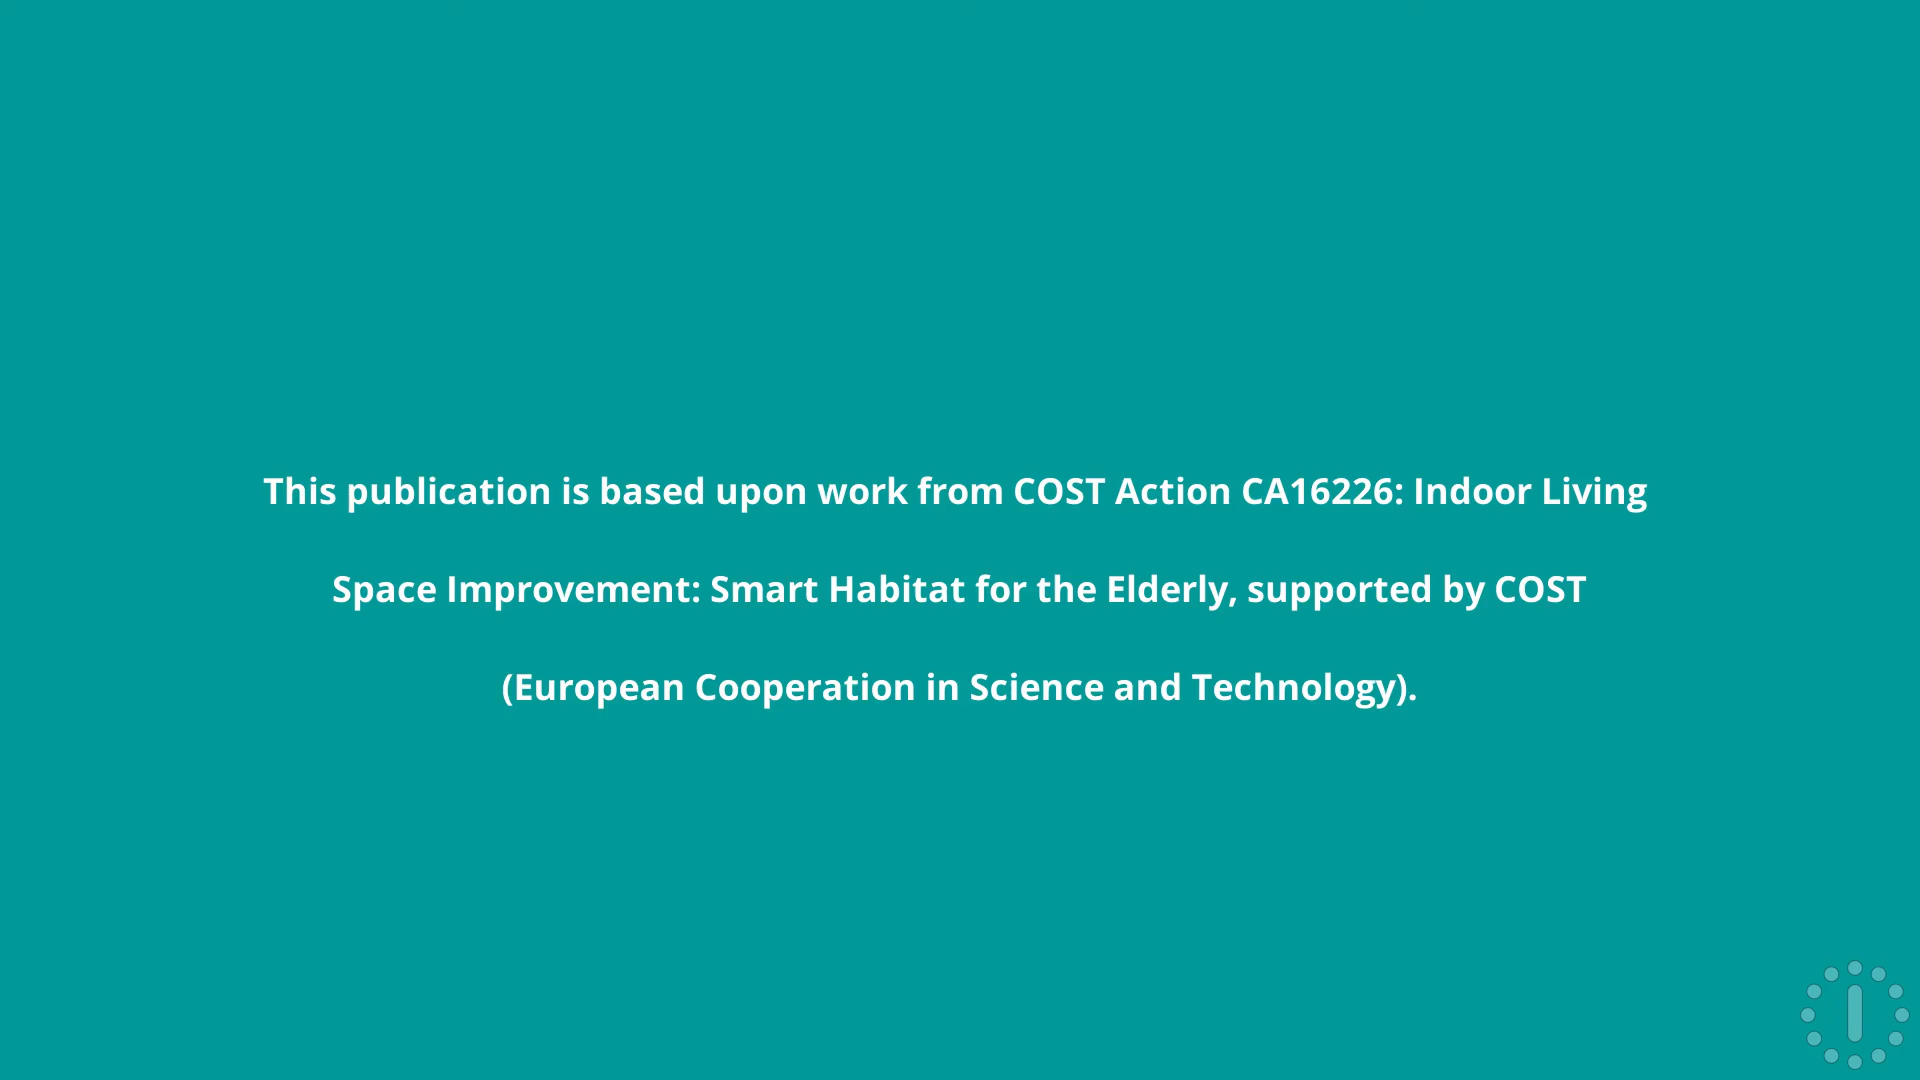 This publication is based upon work from COST Action CA16226: Indoor Living
Space Improvement: Smart Habitat for the Elderly, supported by COST
(European Cooperation in Science and Technology).